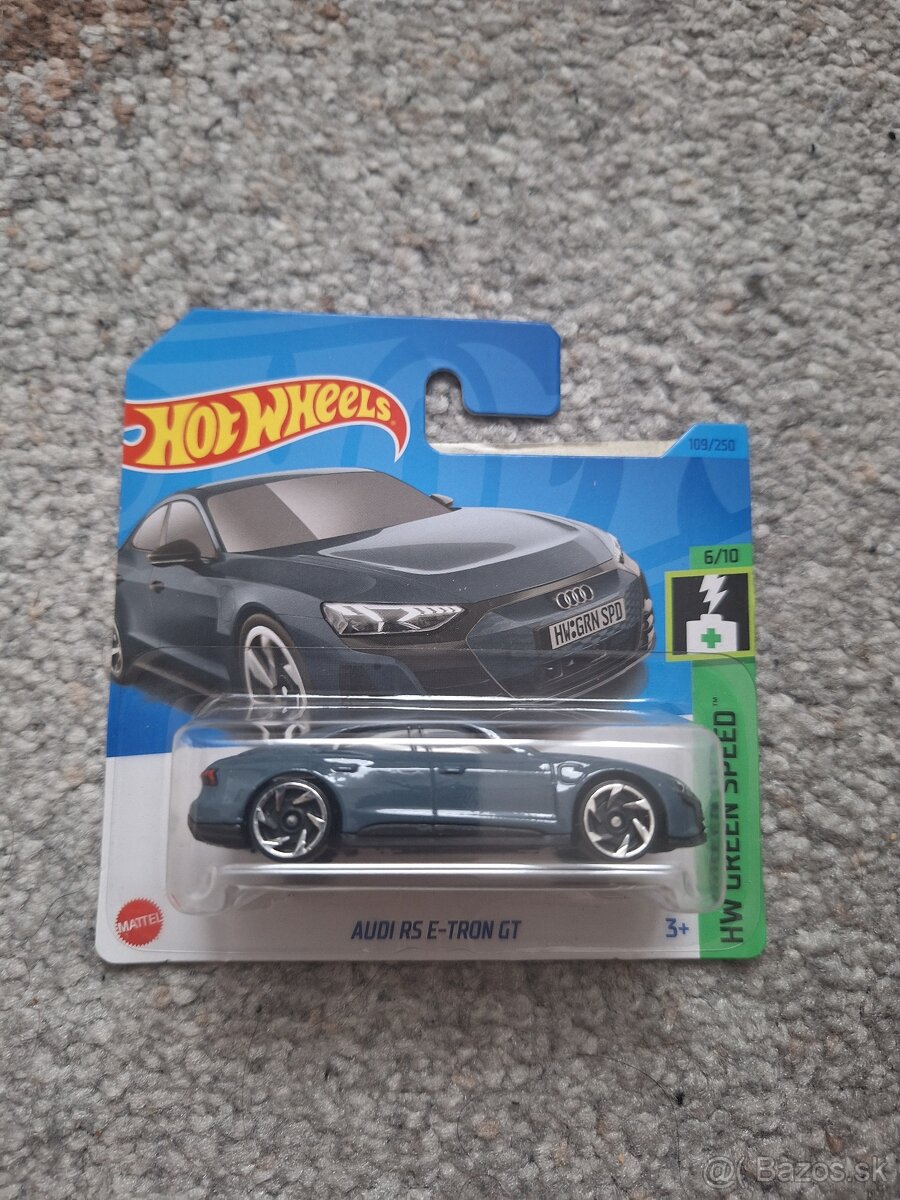 HOT WHEELS
109/250
6/10
HW:GRN SPD
HW GREEN SPEED™
MATTEL
AUDI RS E-TRON GT
3+
@( Bazos.sk